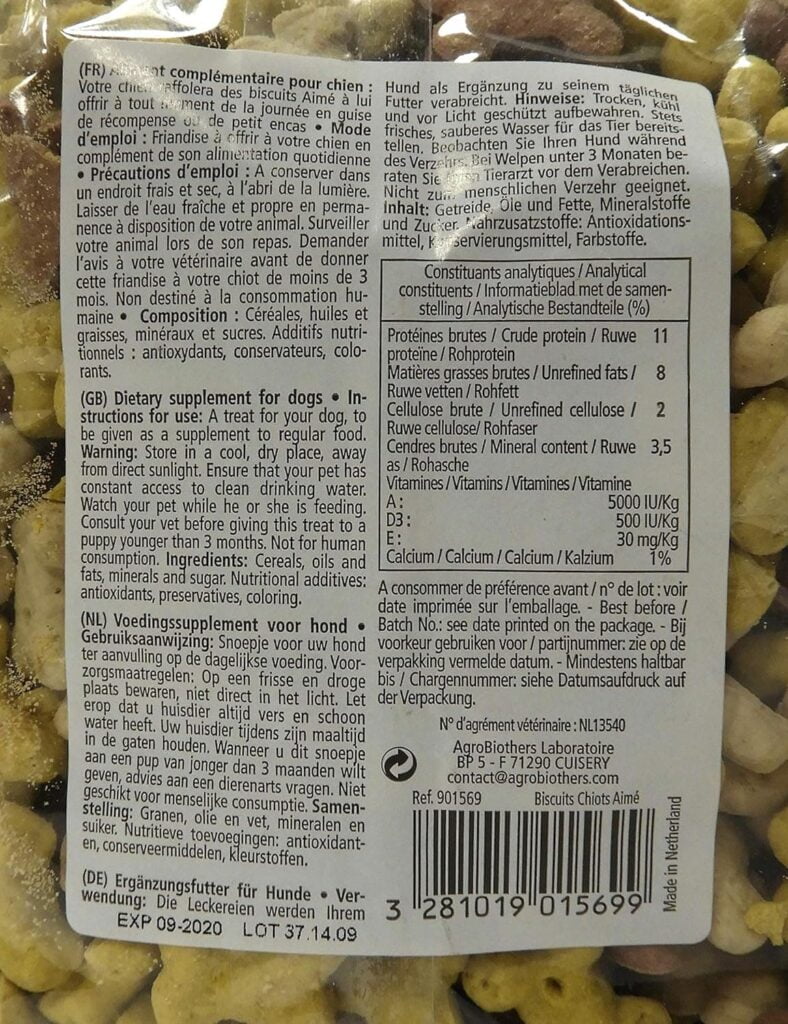 (FR) complémentaire pour chien :
Votre affolera des biscuits Aimé à lui
offrir à tout moment de la journée en guise
de récompense ou de petit encas • Mode
d'emploi : Friandise à offrir à votre chien en
complément de son alimentation quotidienne
• Précautions d'emploi : A conserver dans
un endroit frais et sec, à l'abri de la lumière.
Laisser de l'eau fraîche et propre en perma-
nence à disposition de votre animal. Surveiller
votre animal lors de son repas. Demander
l'avis à votre vétérinaire avant de donner
cette friandise à votre chiot de moins de 3
mois. Non destiné à la consommation hu-
maine • Composition : Céréales, huiles et
graisses, minéraux et sucres. Additifs nutri-
tionnels : antioxydants, conservateurs, colo-
rants.
(GB) Dietary supplement for dogs • In-
structions for use: A treat for your dog, to
be given as a supplement to regular food.
Warning: Store in a cool, dry place, away
from direct sunlight. Ensure that your pet has
constant access to clean drinking water.
Watch your pet while he or she is feeding.
Consult your vet before giving this treat to a
puppy younger than 3 months. Not for human
consumption. Ingredients: Cereals, oils and
fats, minerals and sugar. Nutritional additives:
antioxidants, preservatives, coloring.
(NL) Voedingssupplement voor hond •
Gebruiksaanwijzing: Snoepje voor uw hond
ter aanvulling op de dagelijkse voeding. Voor-
zorgsmaatregelen: Op een frisse en droge
plaats bewaren, niet direct in het licht. Let
erop dat u huisdier altijd vers en schoon
water heeft. Uw huisdier tijdens zijn maaltijd
in de gaten houden. Wanneer u dit snoepje
aan een pup van jonger dan 3 maanden wilt
geven, advies aan een dierenarts vragen. Niet
geschikt voor menselijke consumptie. Samen-
stelling: Granen, olie en vet, mineralen en
suiker. Nutritieve toevoegingen: antioxidant-
en, conserveermiddelen, kleurstoffen.
(DE) Ergänzungsfutter für Hunde • Ver-
wendung: Die Leckereien werden Ihrem
EXP 09-2020 LOT 37.14.09
Hund als Ergänzung zu seinem täglichen
Futter verabreicht. Hinweise: Trocken, kühl
und vor Licht geschützt aufbewahren. Stets
frisches, sauberes Wasser für das Tier bereits-
tellen. Beobachten Sie Ihren Hund während
des Verzehrs. Bei Welpen unter 3 Monaten be-
raten Sie Tierarzt vor dem Verabreichen.
Nicht zum menschlichen Verzehr geeignet.
Inhalt: Getreide, Öle und Fette, Mineralstoffe
und Zucker. Nahrzusatzstoffe: Antioxidations-
mittel, Konservierungsmittel, Farbstoffe.
Constituants analytiques / Analytical
constituents / Informatieblad met de samen-
stelling / Analytische Bestandteile (%)
Protéines brutes / Crude protein / Ruwe 11
proteïne / Rohprotein
Matières grasses brutes / Unrefined fats / 8
Ruwe vetten / Rohfett
Cellulose brute / Unrefined cellulose / 2
Ruwe cellulose/ Rohfaser
Cendres brutes / Mineral content / Ruwe 3,5
as / Rohasche
Vitamines / Vitamins / Vitamines / Vitamine
A : 5000 IU/Kg
D3 : 500 IU/Kg
E : 30 mg/Kg
Calcium / Calcium / Calcium / Kalzium 1%
A consommer de préférence avant / n° de lot : voir
date imprimée sur l'emballage. - Best before /
Batch No.: see date printed on the package. - Bij
voorkeur gebruiken voor / partijnummer: zie op de
verpakking vermelde datum. - Mindestens haltbar
bis / Chargennummer: siehe Datumsaufdruck auf
der Verpackung.
N° d'agrément vétérinaire : NL13540
AgroBiothers Laboratoire
BP 5 - F 71290 CUISERY
contact@agrobiothers.com
Ref. 901569 Biscuits Chiots Aimé
Made in Netherland
3 281019 015699